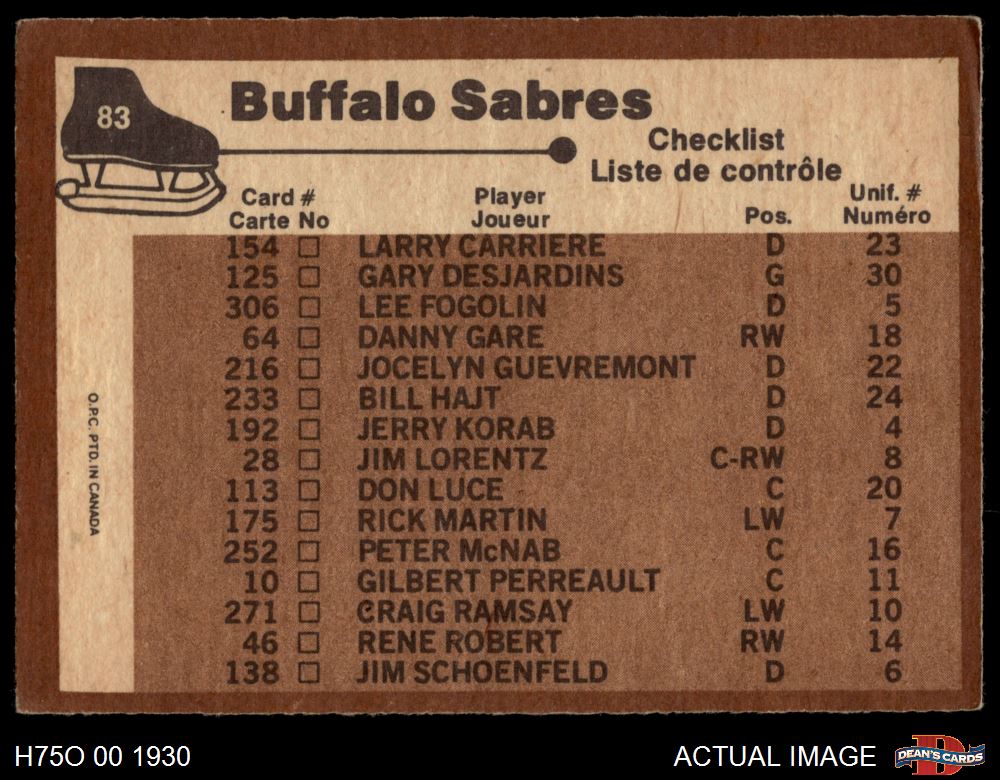 83
Buffalo Sabres
Checklist
Liste de contrôle
Card # Player Unif. #
Carte No Joueur Pos. Numéro
154 □ LARRY CARRIERE D 23
125 □ GARY DESJARDINS G 30
306 □ LEE FOGOLIN D 5
64 □ DANNY GARE RW 18
216 □ JOCELYN GUEVREMONT D 22
233 □ BILL HAJT D 24
192 □ JERRY KORAB D 4
28 □ JIM LORENTZ C-RW 8
113 □ DON LUCE C 20
175 □ RICK MARTIN LW 7
252 □ PETER McNAB C 16
10 □ GILBERT PERREAULT C 11
271 □ CRAIG RAMSAY LW 10
46 □ RENE ROBERT RW 14
138 □ JIM SCHOENFELD D 6
O.P.C. PTD. IN CANADA
H75O 00 1930
ACTUAL IMAGE
D
DEAN'S CARDS